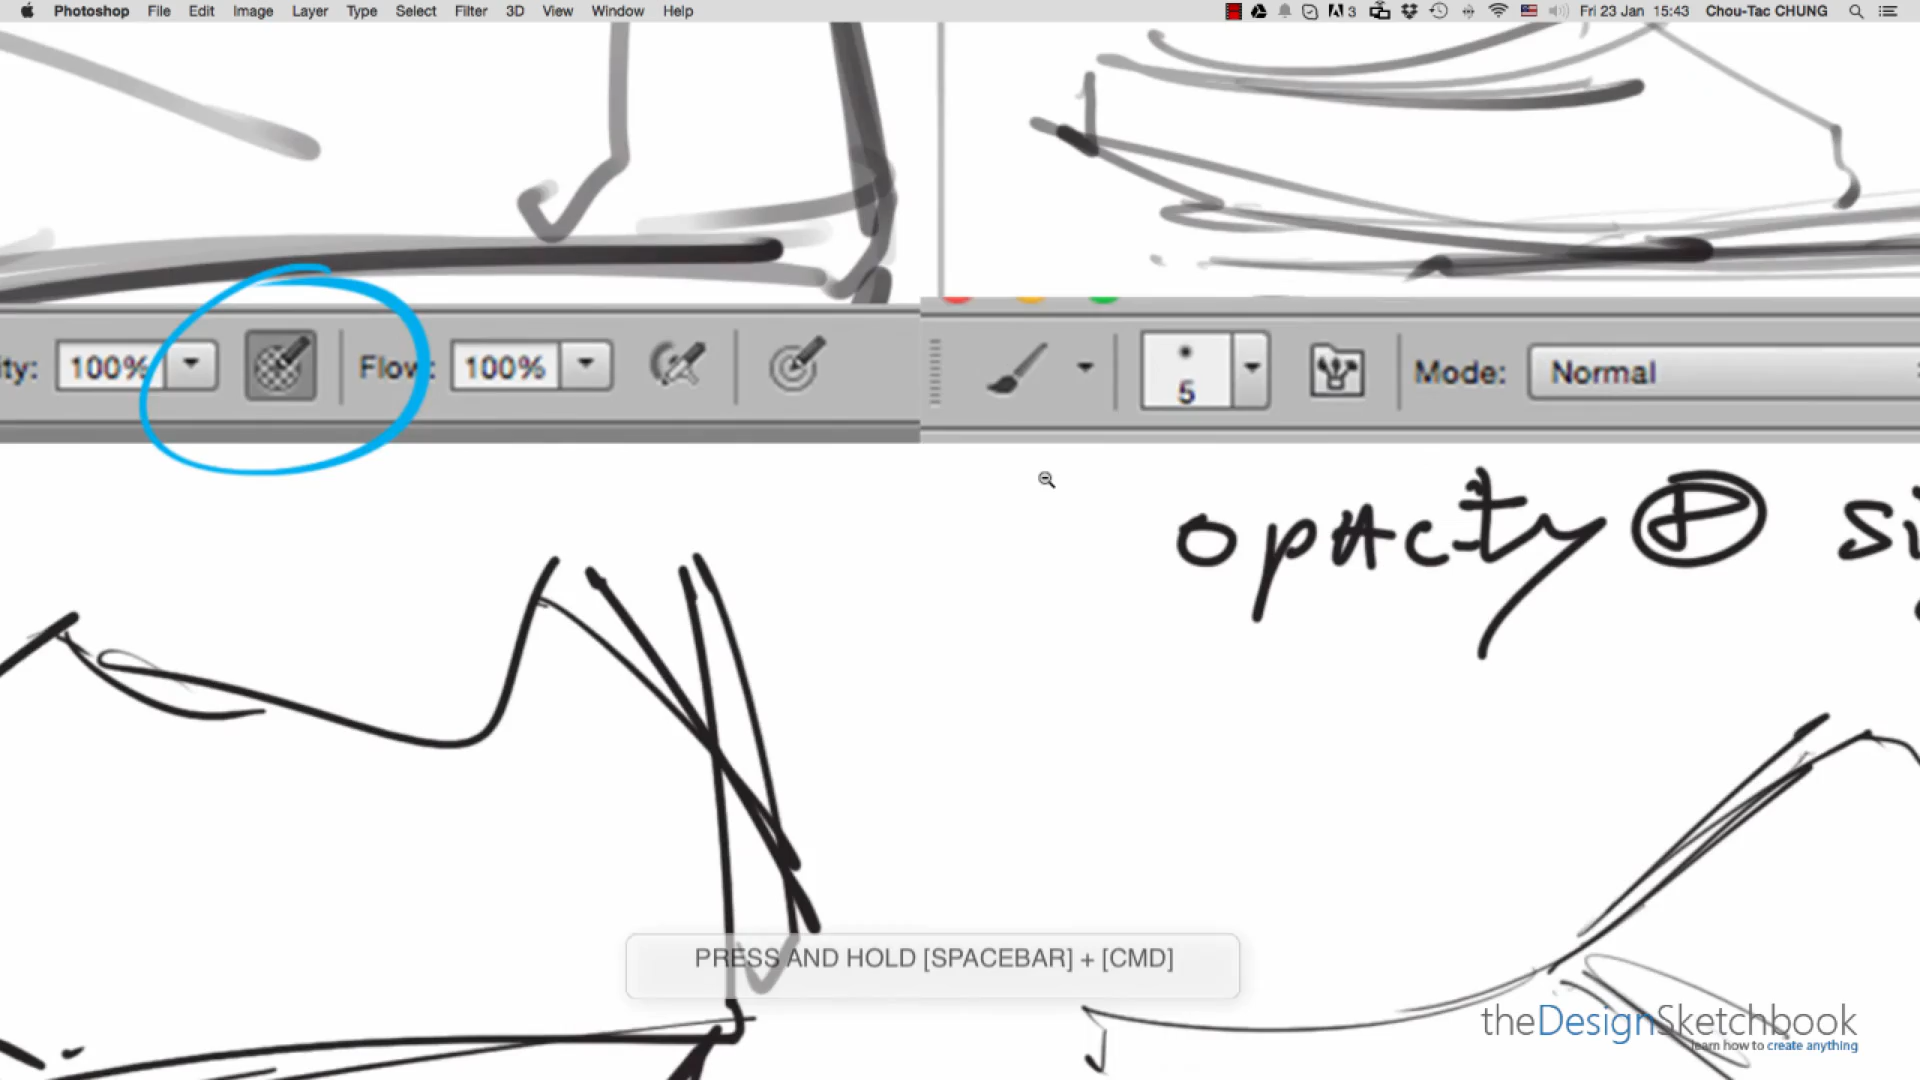 Photoshop File Edit Image Layer Type Select Filter 3D View Window Help 3 Fri 23 Jan 15:43 Chou-Tac CHUNG
ity: 100% Flow: 100%
5 Mode: Normal
opacity P si
PRESS AND HOLD [SPACEBAR] + [CMD]
theDesignSketchbook
learn how to create anything